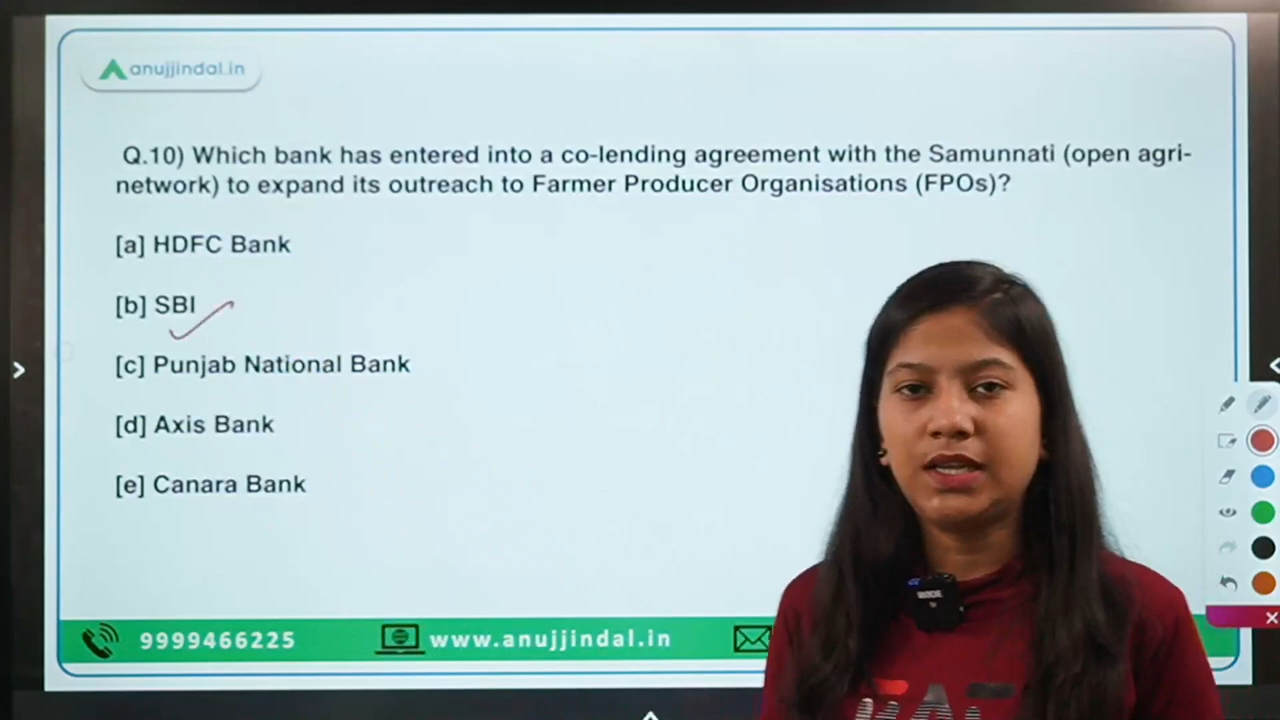 anujjindal.in
Q.10) Which bank has entered into a co-lending agreement with the Samunnati (open agri-
network) to expand its outreach to Farmer Producer Organisations (FPOs)?
[a] HDFC Bank
[b] SBI
[c] Punjab National Bank
[d] Axis Bank
[e] Canara Bank
9999466225
www.anujjindal.in